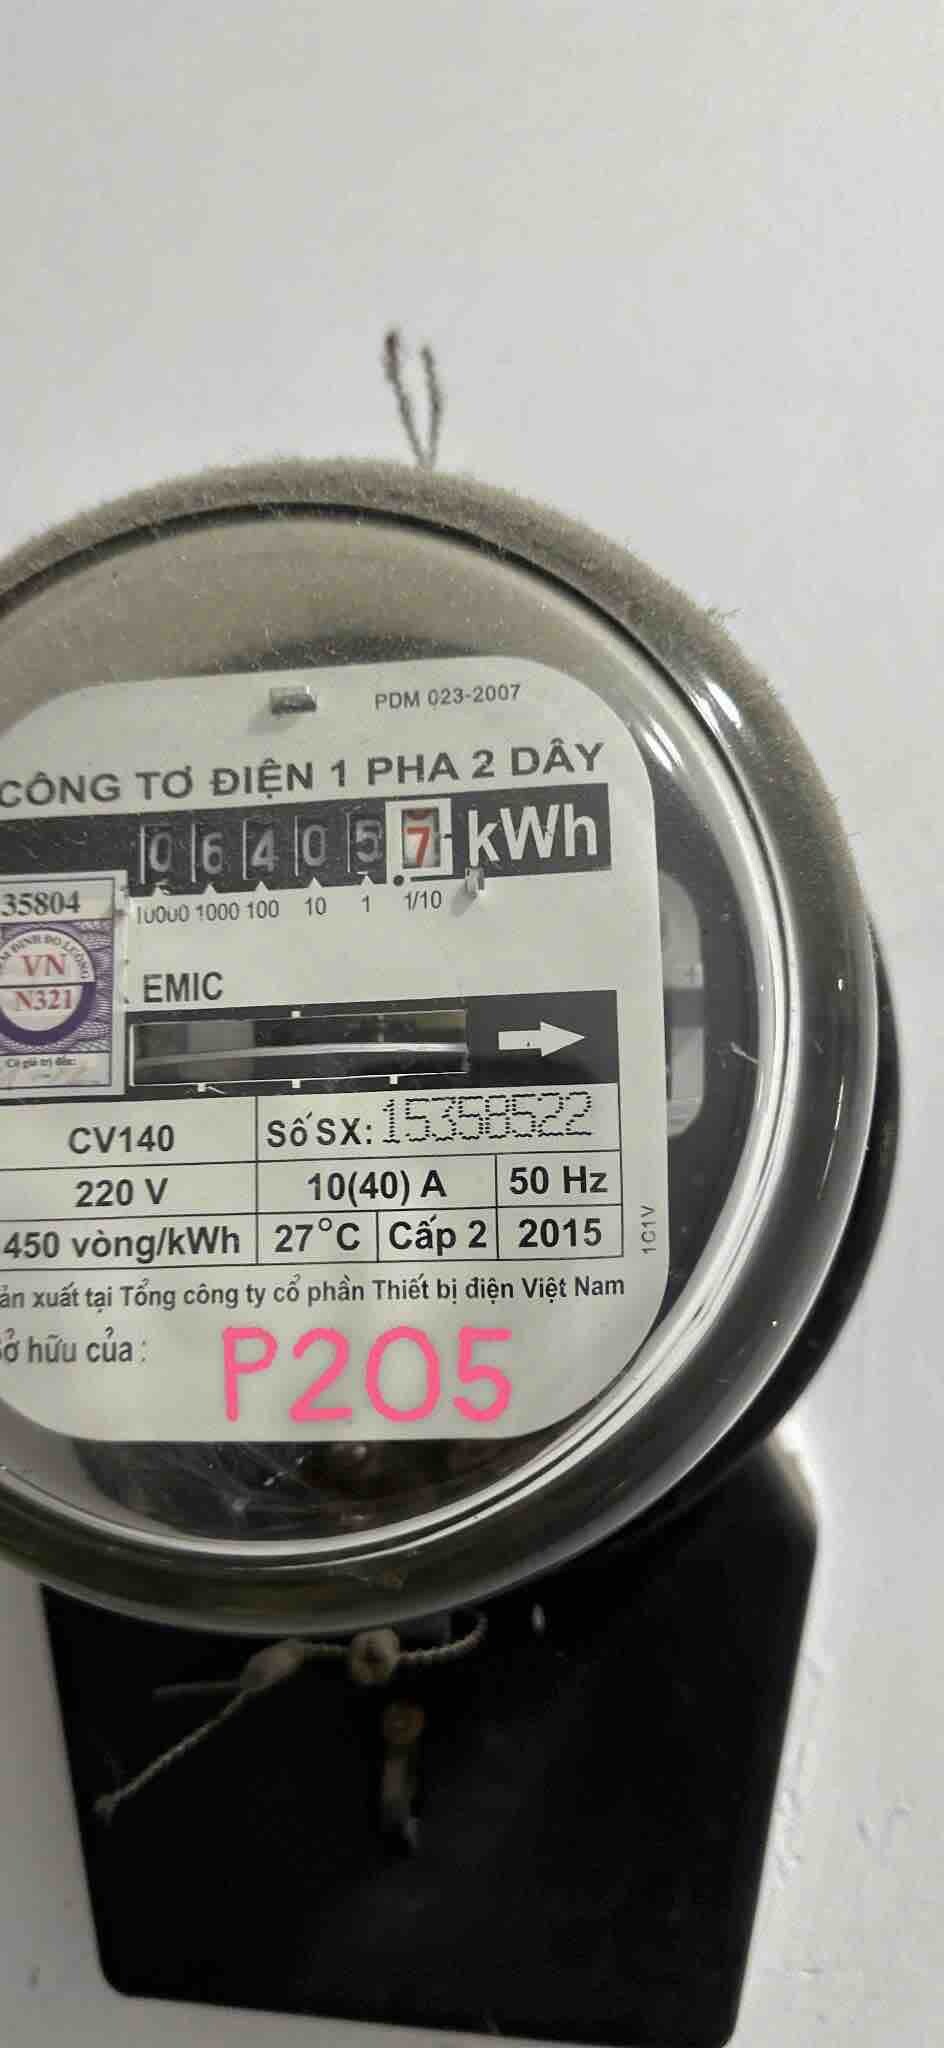 PDM 023-2007
CÔNG TƠ ĐIỆN 1 PHA 2 DÂY
0 6 4 0 5 7 kWh
10000 1000 100 10 1 1/10
35804
VN
N321
EMIC
CV140 Số SX: 15358522
220 V 10(40) A 50 Hz
450 vòng/kWh 27°C Cấp 2 2015
1C1V
ản xuất tại Tổng công ty cổ phần Thiết bị điện Việt Nam
ở hữu của :
P205